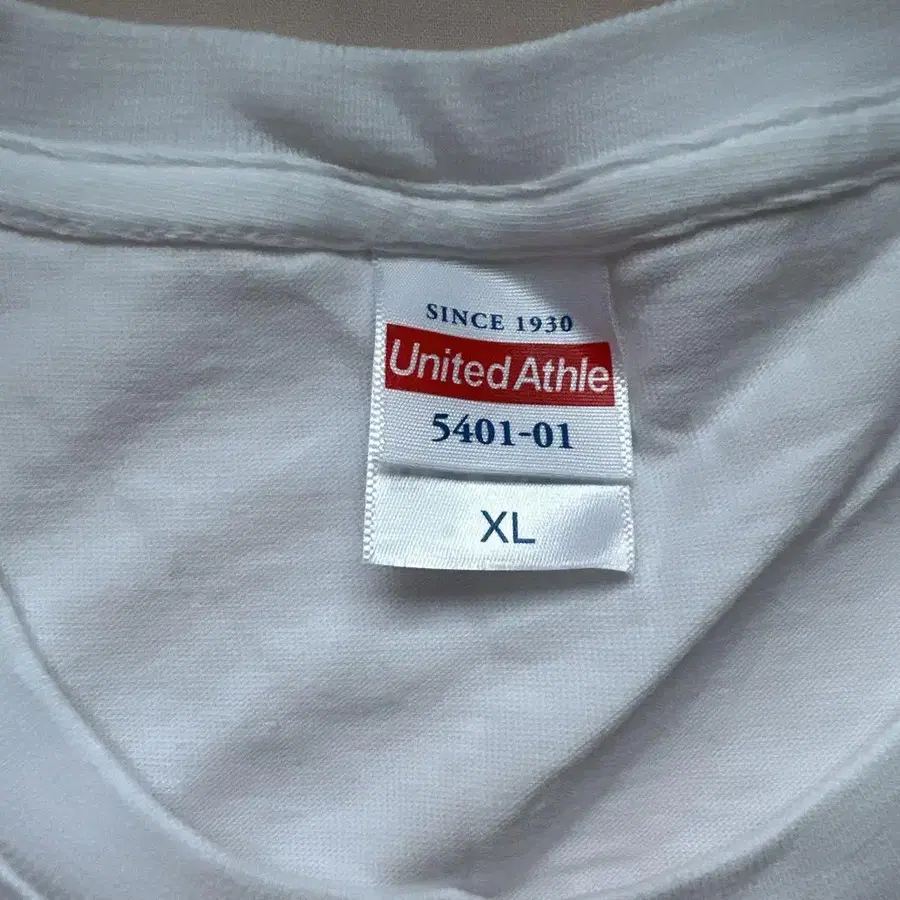 SINCE 1930
United Athle
5401-01
XL